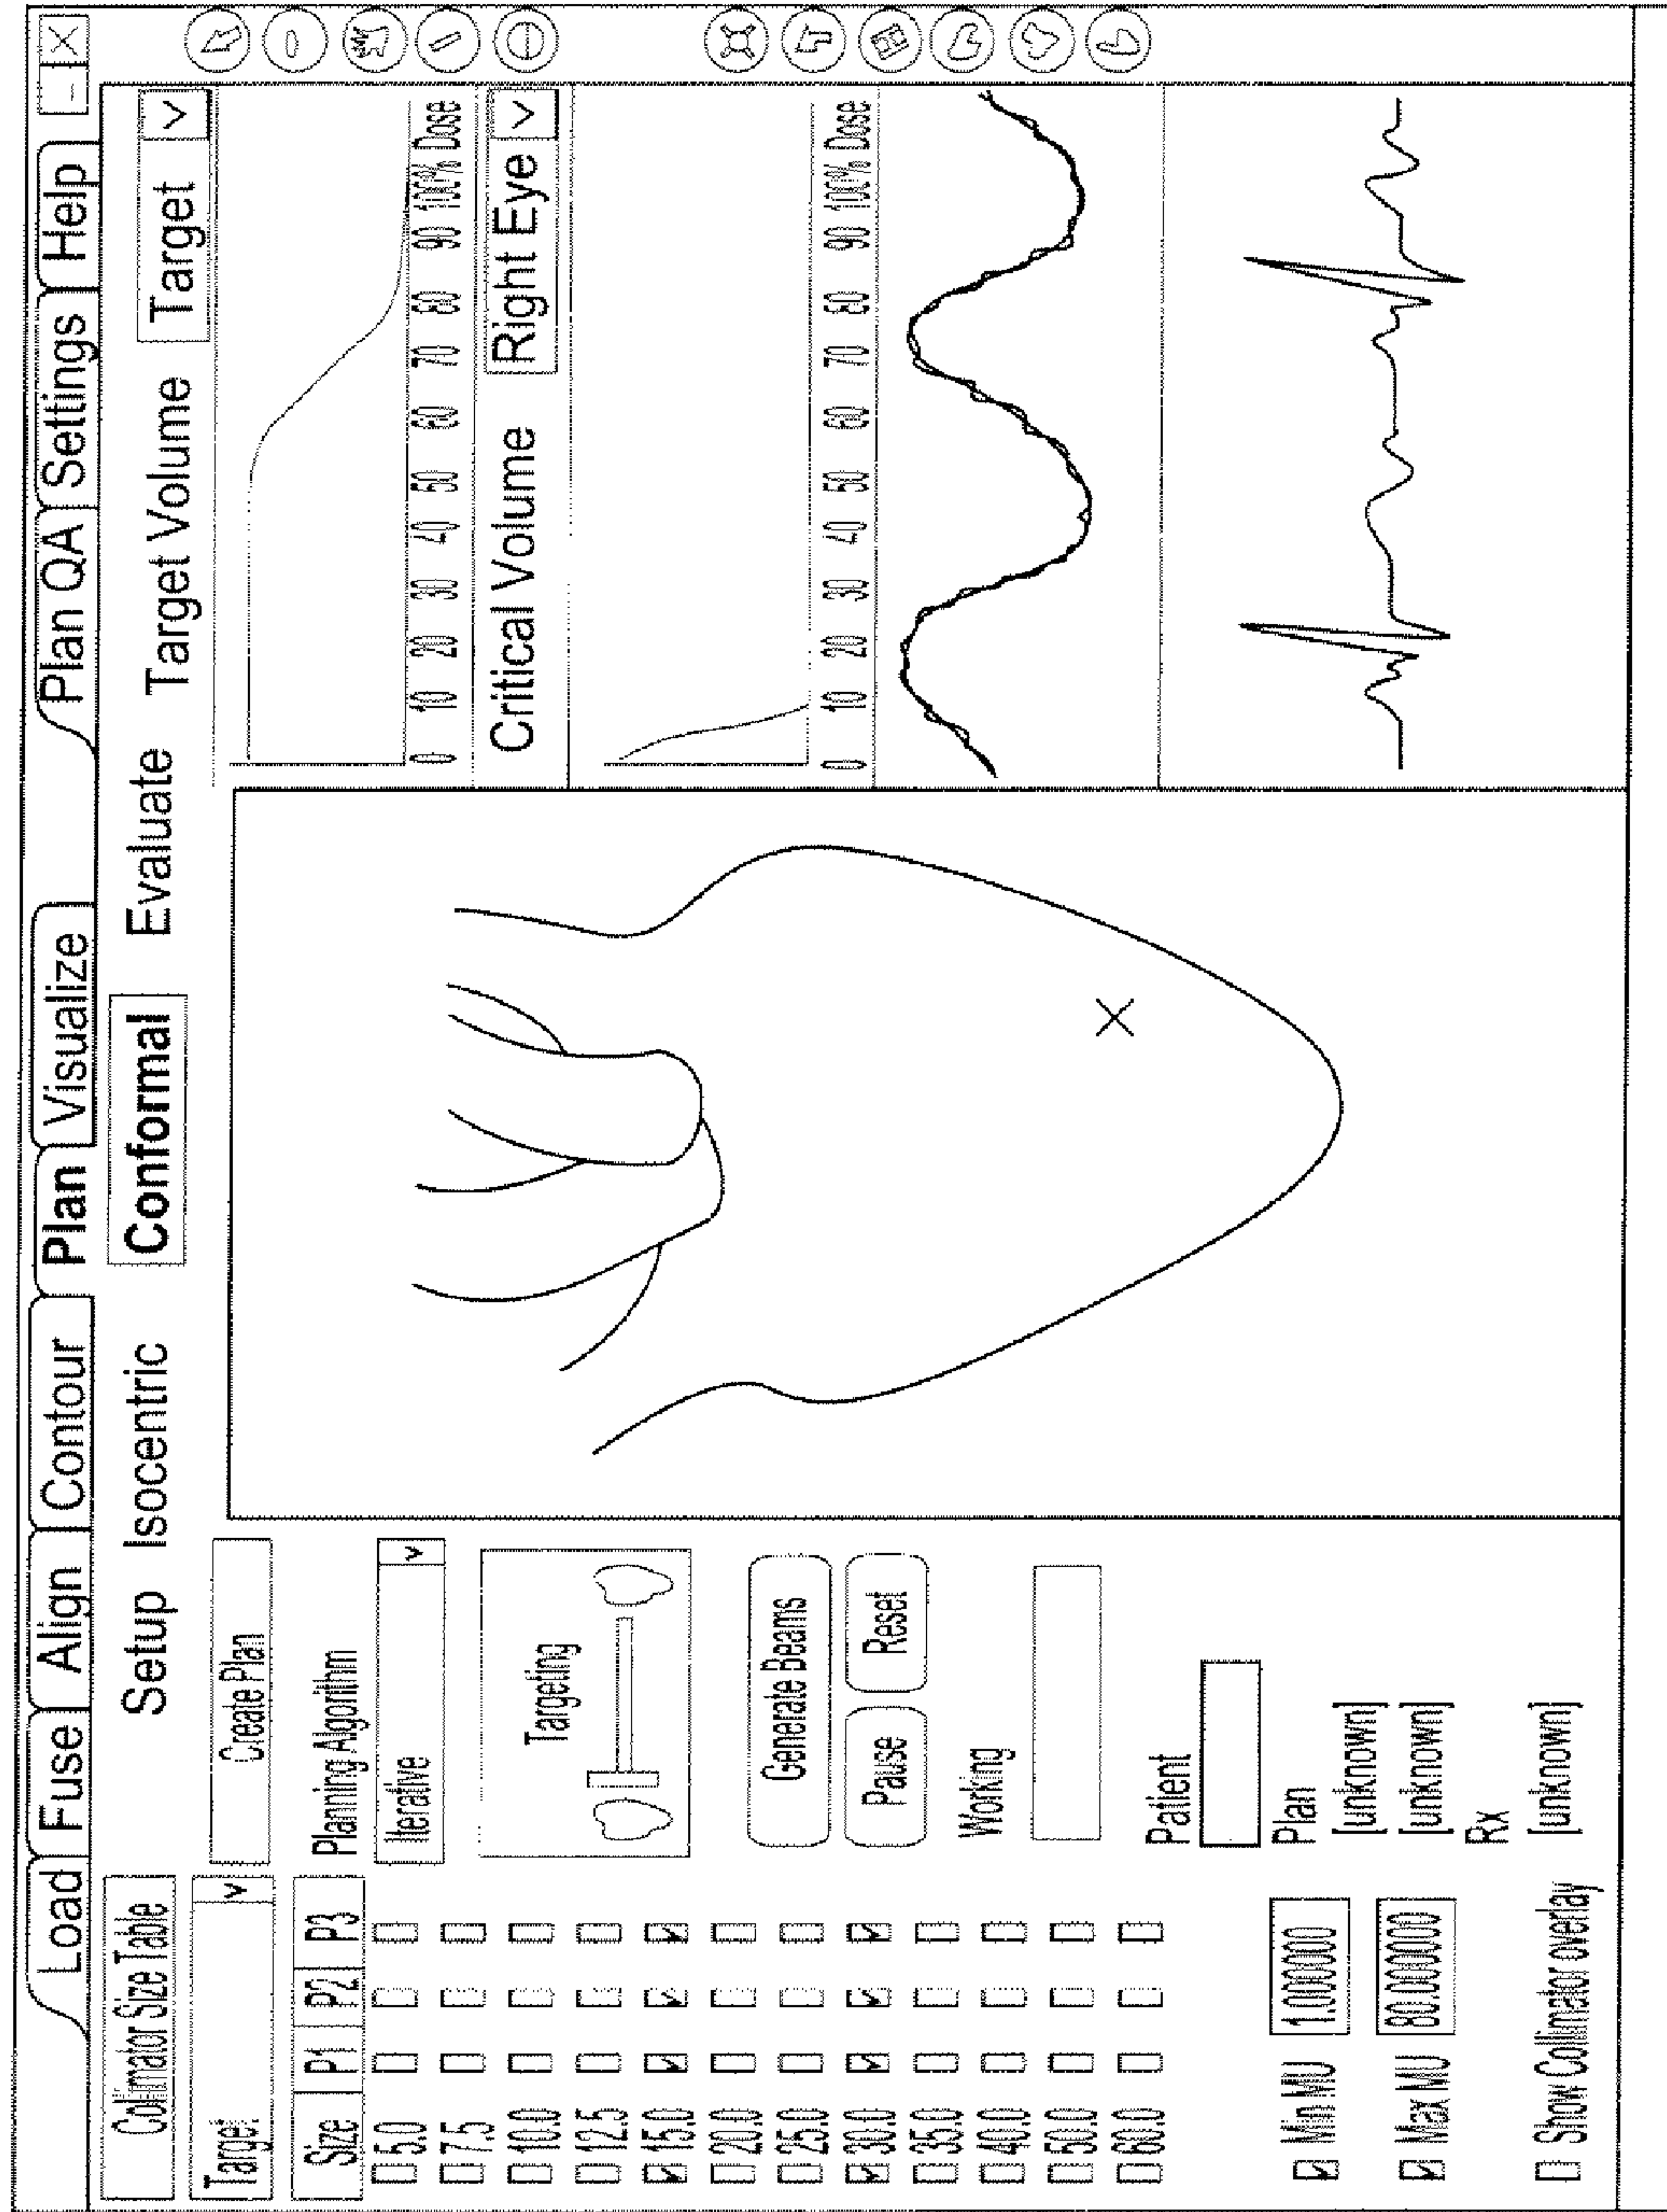 Load Fuse Align Contour Plan Visualize Plan QA Settings Help
Setup Isocentric Conformal Evaluate
Collimator Size Table
Target
Size P1 P2 P3
5.0
7.5
10.0
12.5
15.0
20.0
25.0
30.0
35.0
40.0
50.0
60.0
Min MU 1.000000
Max MU 80.000000
Show Collimator overlay
Create Plan
Planning Algorithm
Iterative
Targeting
Generate Beams
Pause Reset
Working
Patient
Plan
[unknown]
[unknown]
Rx
[unknown]
Target Volume Target
0 10 20 30 40 50 60 70 80 90 100% Dose
Critical Volume Right Eye
0 10 20 30 40 50 60 70 80 90 100% Dose